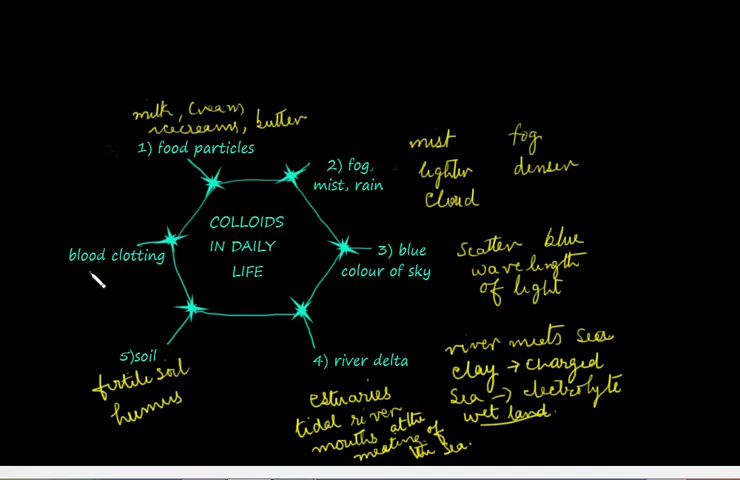 milk, cream,
icecreams, butter
1) food particles
2) fog,
mist, rain
mist fog
lighter denser
cloud
COLLOIDS
IN DAILY
LIFE
3) blue
colour of sky
scatter blue
wavelength
of light
blood clotting
5)soil
fertile soil
humus
4) river delta
estuaries
tidal river
mouths at the
meeting of
the sea.
river meets sea
clay → charged
sea → electrolyte
wet land.